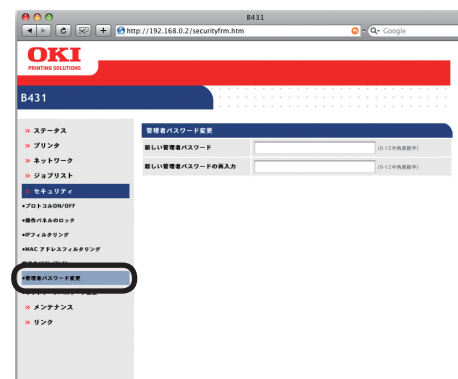 B431
http://192.168.0.2/securityfrm.htm
Google
OKI
PRINTING SOLUTIONS
B431
ステータス
プリンタ
ネットワーク
ジョブリスト
セキュリティ
•プロトコルON/OFF
•操作パネルのロック
•IPフィルタリング
•MAC アドレスフィルタリング
•管理者パスワード変更
メンテナンス
リンク
管理者パスワード変更
新しい管理者パスワード
(6-12半角英数字)
新しい管理者パスワードの再入力
(6-12半角英数字)